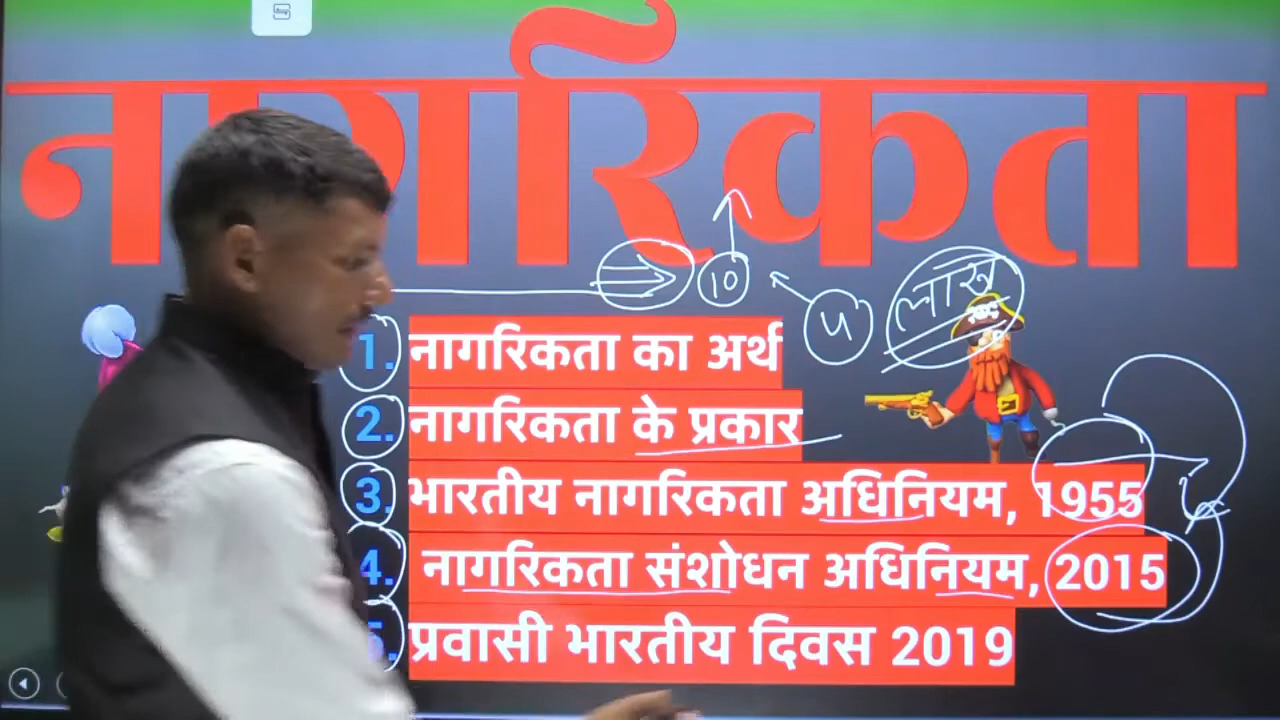 नागरिकता
10
५
लाख
1. नागरिकता का अर्थ
2. नागरिकता के प्रकार
3. भारतीय नागरिकता अधिनियम, 1955
4. नागरिकता संशोधन अधिनियम, 2015
5. प्रवासी भारतीय दिवस 2019